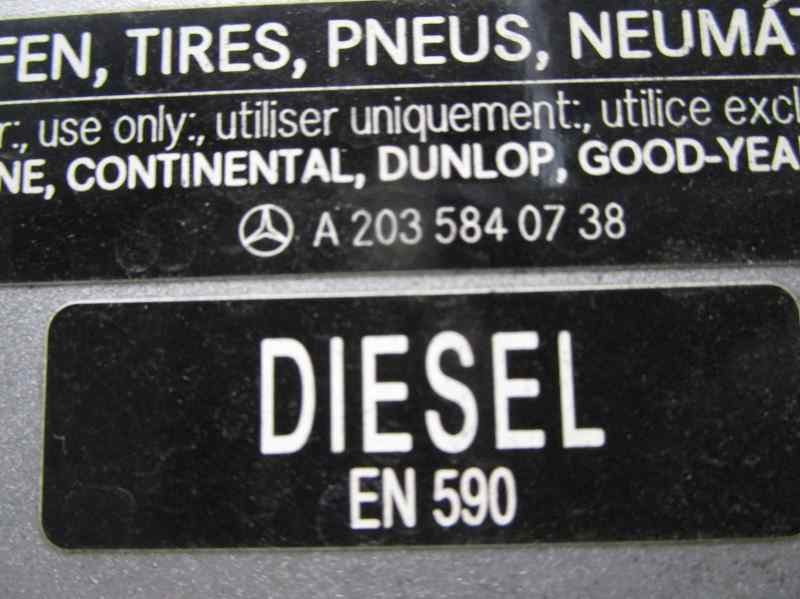 FEN, TIRES, PNEUS, NEUMÁT
r:, use only:, utiliser uniquement:, utilice excl
NE, CONTINENTAL, DUNLOP, GOOD-YEA
A 203 584 07 38
DIESEL
EN 590